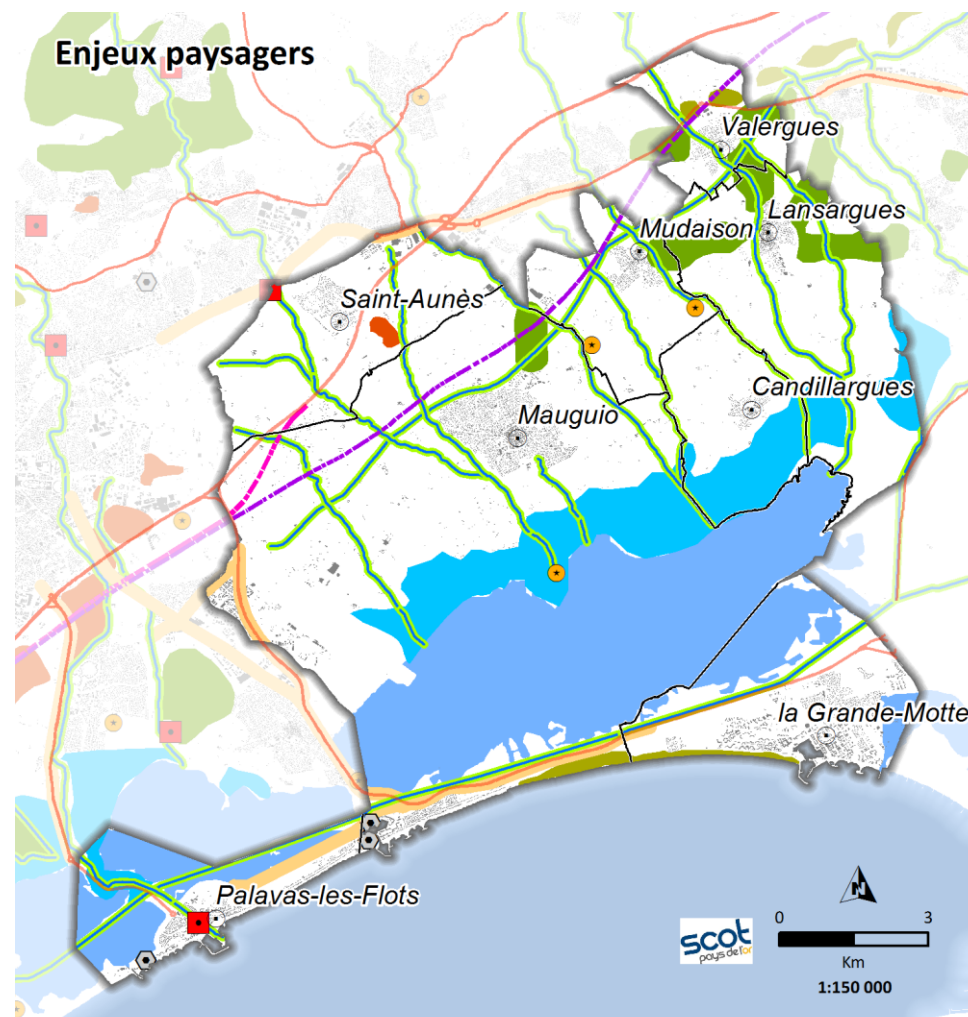 Enjeux paysagers
Valergues
Lansargues
Mudaison
Saint-Aunès
Candillargues
Mauguio
la Grande-Motte
Palavas-les-Flots
N
scot
pays de l'or
0 3
Km
1:150 000